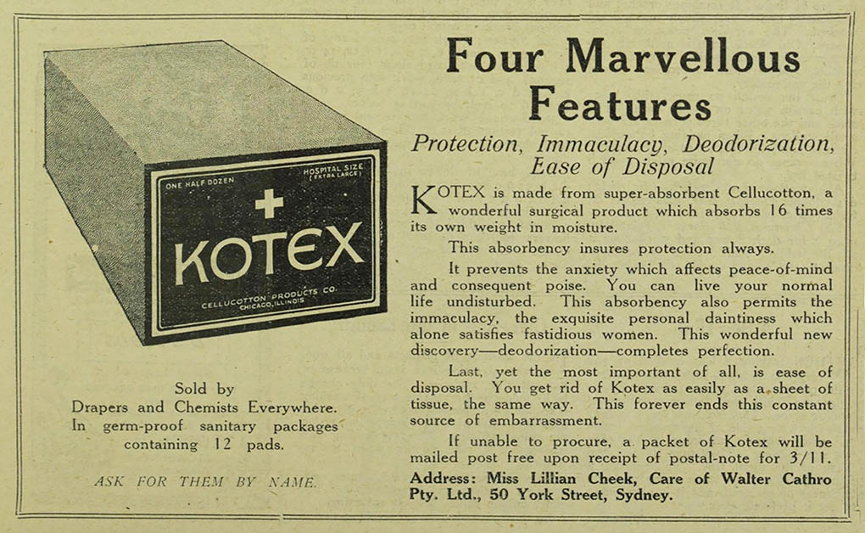 ONE HALF DOZEN
HOSPITAL SIZE
(EXTRA LARGE)
KOTEX
CELLUCOTTON PRODUCTS CO.
CHICAGO, ILLINOIS
Sold by
Drapers and Chemists Everywhere.
In germ-proof sanitary packages
containing 12 pads.
ASK FOR THEM BY NAME.
Four Marvellous
Features
Protection, Immaculacy, Deodorization,
Ease of Disposal
KOTEX is made from super-absorbent Cellucotton, a
wonderful surgical product which absorbs 16 times
its own weight in moisture.
This absorbency insures protection always.
It prevents the anxiety which affects peace-of-mind
and consequent poise. You can live your normal
life undisturbed. This absorbency also permits the
immaculacy, the exquisite personal daintiness which
alone satisfies fastidious women. This wonderful new
discovery—deodorization—completes perfection.
Last, yet the most important of all, is ease of
disposal. You get rid of Kotex as easily as a sheet of
tissue, the same way. This forever ends this constant
source of embarrassment.
If unable to procure, a packet of Kotex will be
mailed post free upon receipt of postal-note for 3/11.
Address: Miss Lillian Cheek, Care of Walter Cathro
Pty. Ltd., 50 York Street, Sydney.